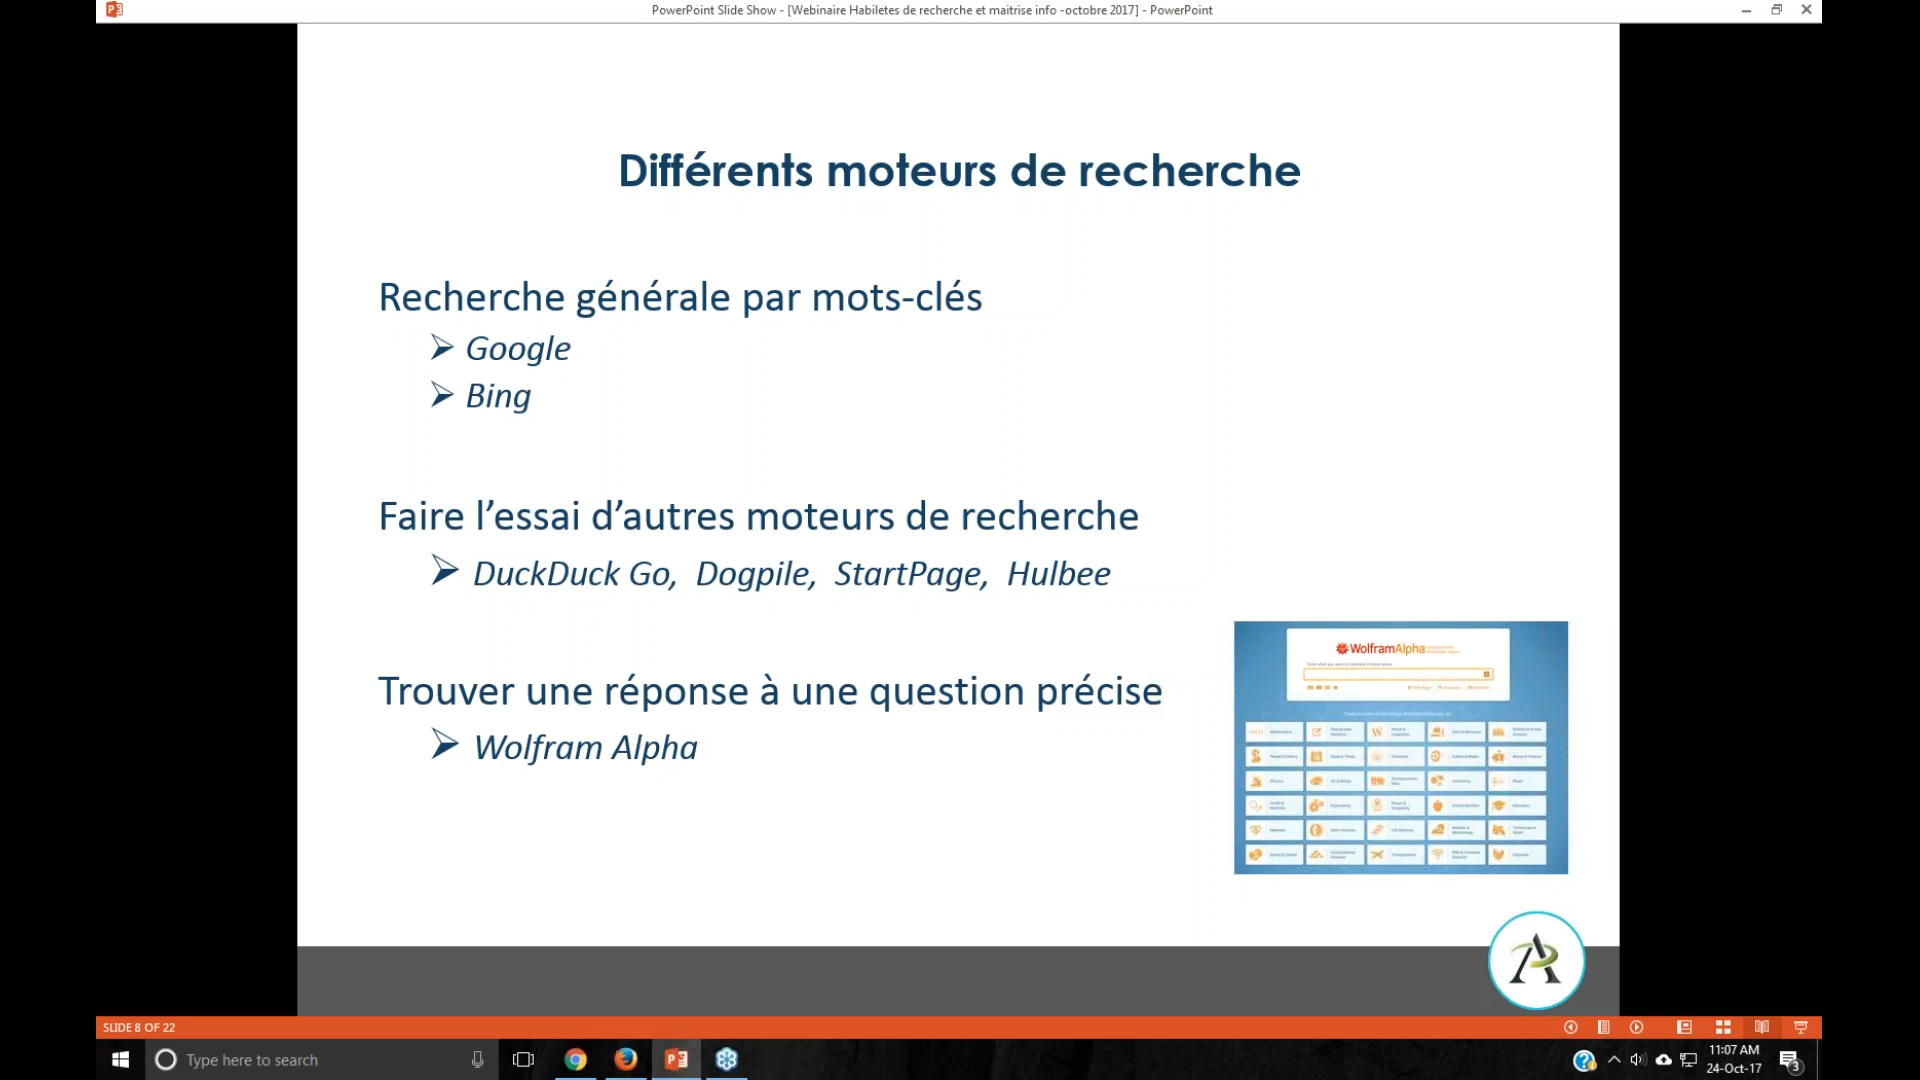 PowerPoint Slide Show - [Webinaire Habiletes de recherche et maitrise info -octobre 2017] - PowerPoint
Différents moteurs de recherche
Recherche générale par mots-clés
Google
Bing
Faire l’essai d’autres moteurs de recherche
DuckDuck Go, Dogpile, StartPage, Hulbee
Trouver une réponse à une question précise
Wolfram Alpha
WolframAlpha
SLIDE 8 OF 22
Type here to search
11:07 AM
24-Oct-17
3